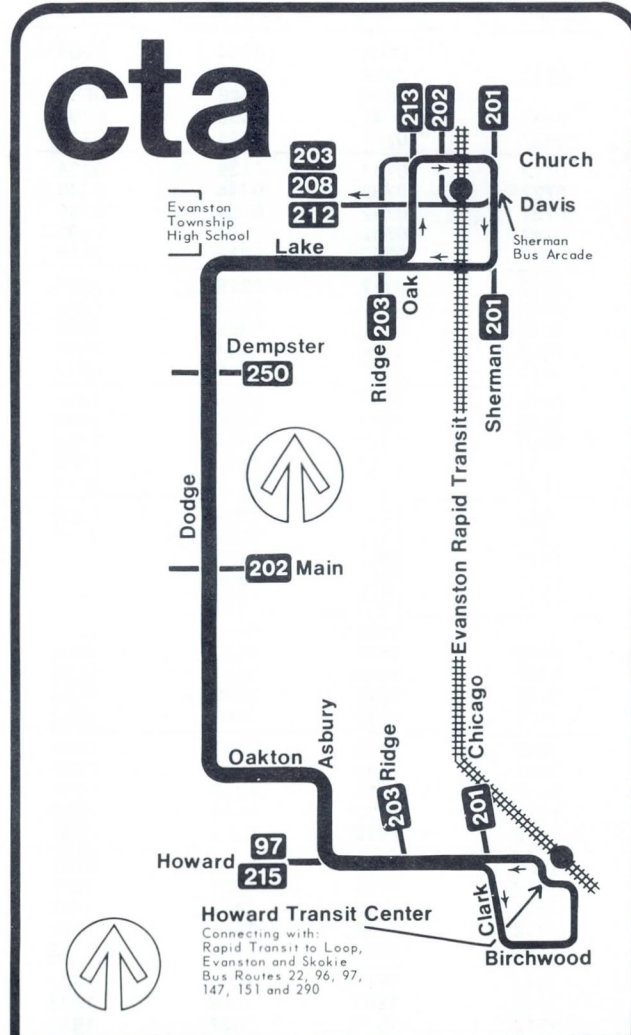 cta
213
202
201
203
208
212
Church
Davis
Evanston
Township
High School
Sherman
Bus Arcade
Lake
Oak
Ridge 203
201
Sherman
Dempster
250
Dodge
Evanston Rapid Transit
202 Main
Chicago
Oakton
Asbury
203 Ridge
201
Howard
97
215
Howard Transit Center
Connecting with:
Rapid Transit to Loop,
Evanston and Skokie
Bus Routes 22, 96, 97,
147, 151 and 290
Clark
Birchwood